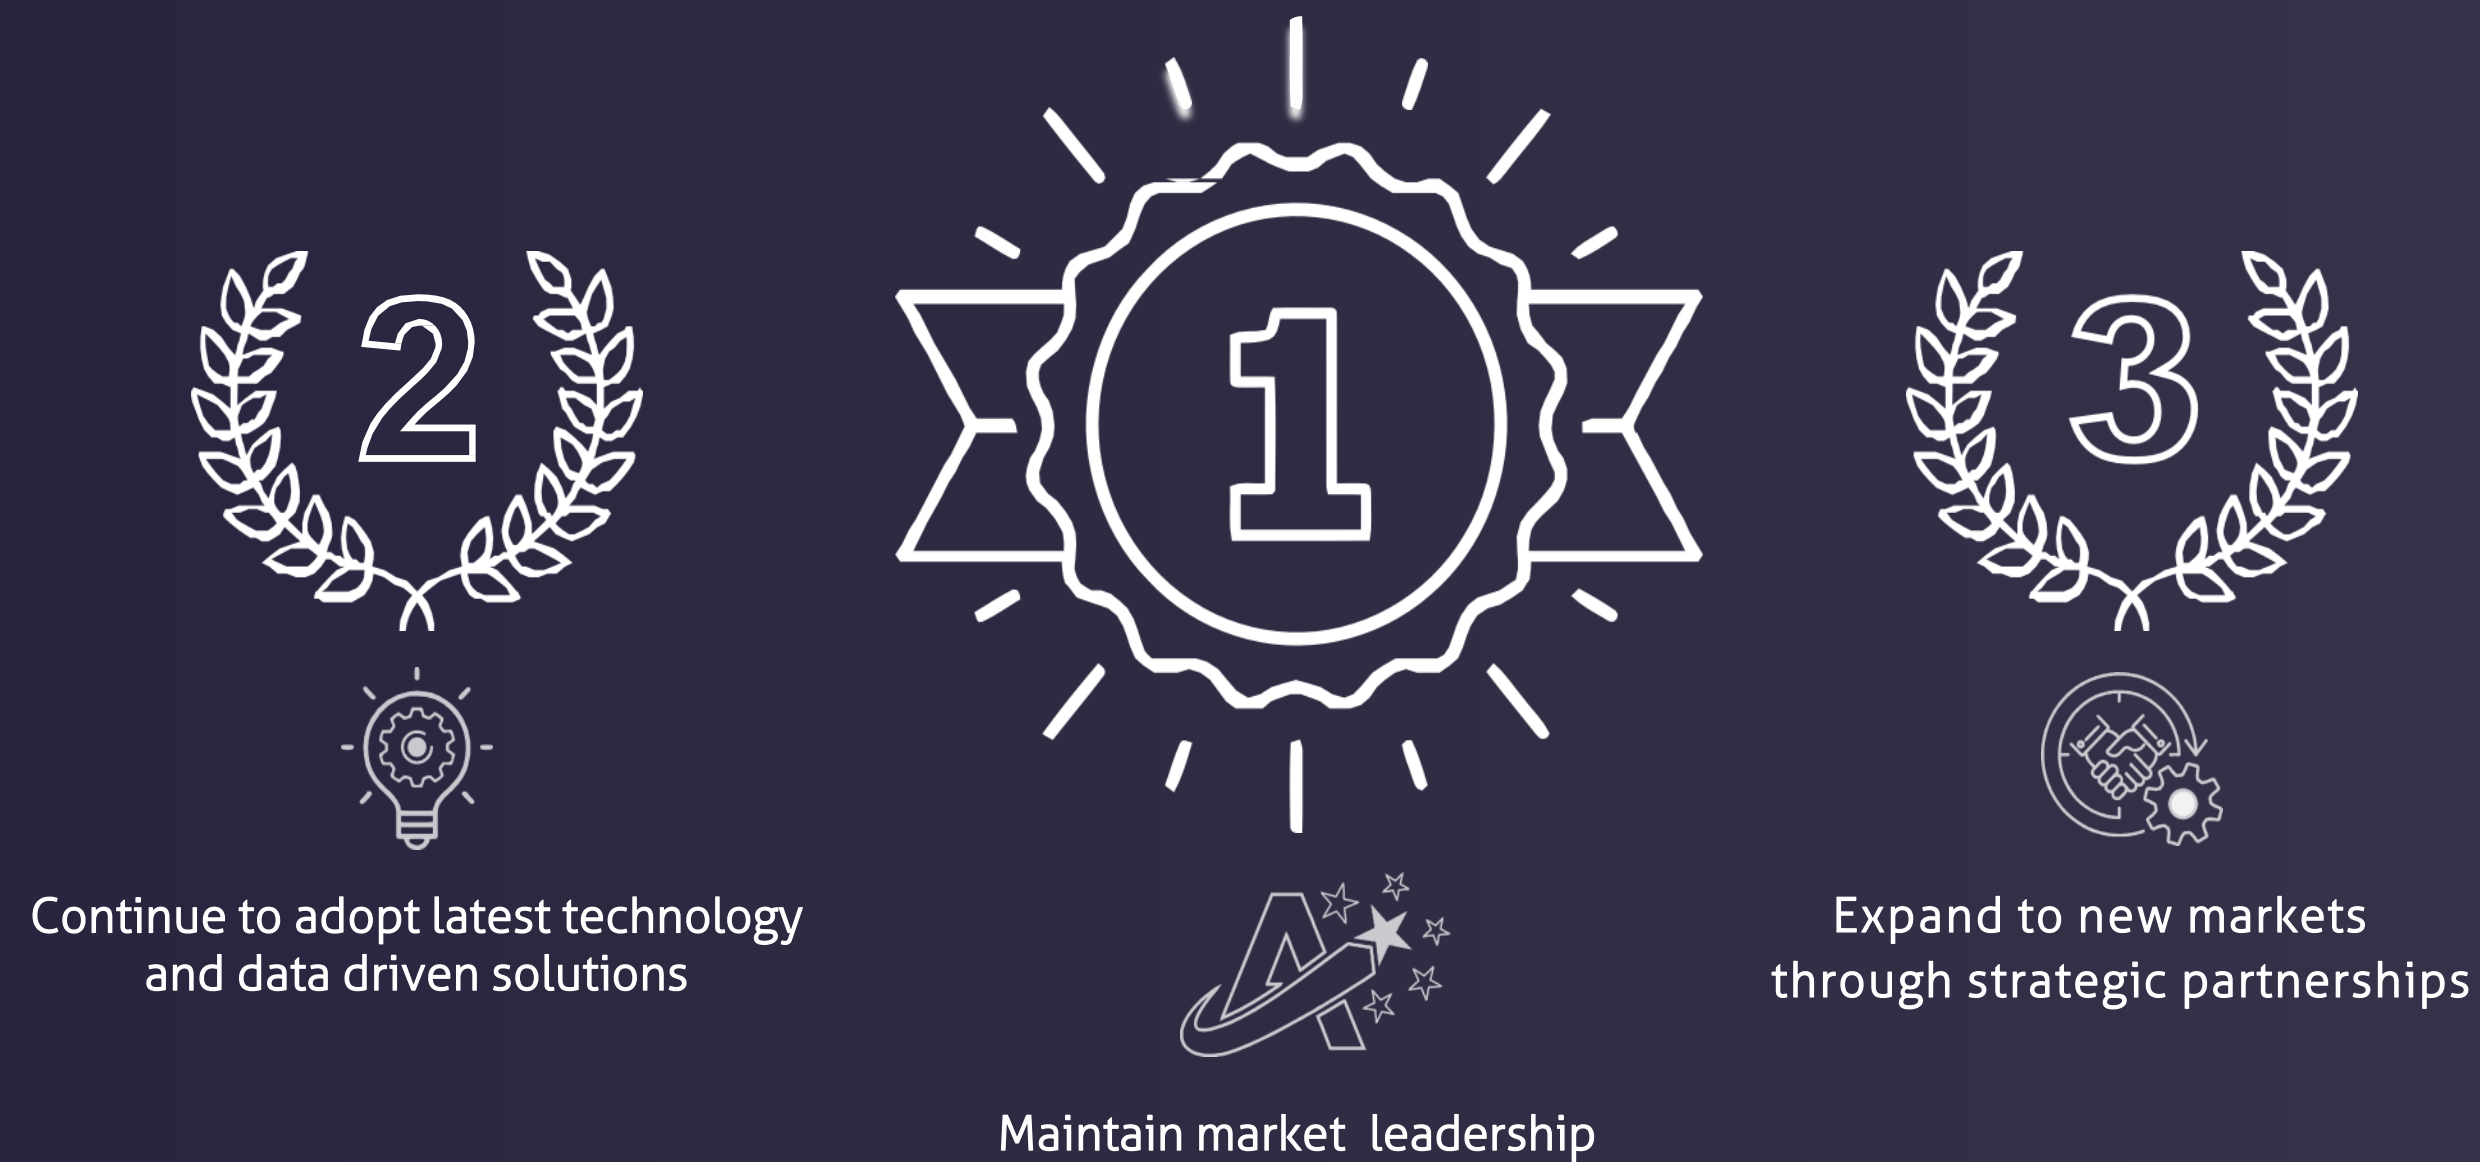 2
1
3
Continue to adopt latest technology
and data driven solutions
Expand to new markets
through strategic partnerships
A
Maintain market leadership